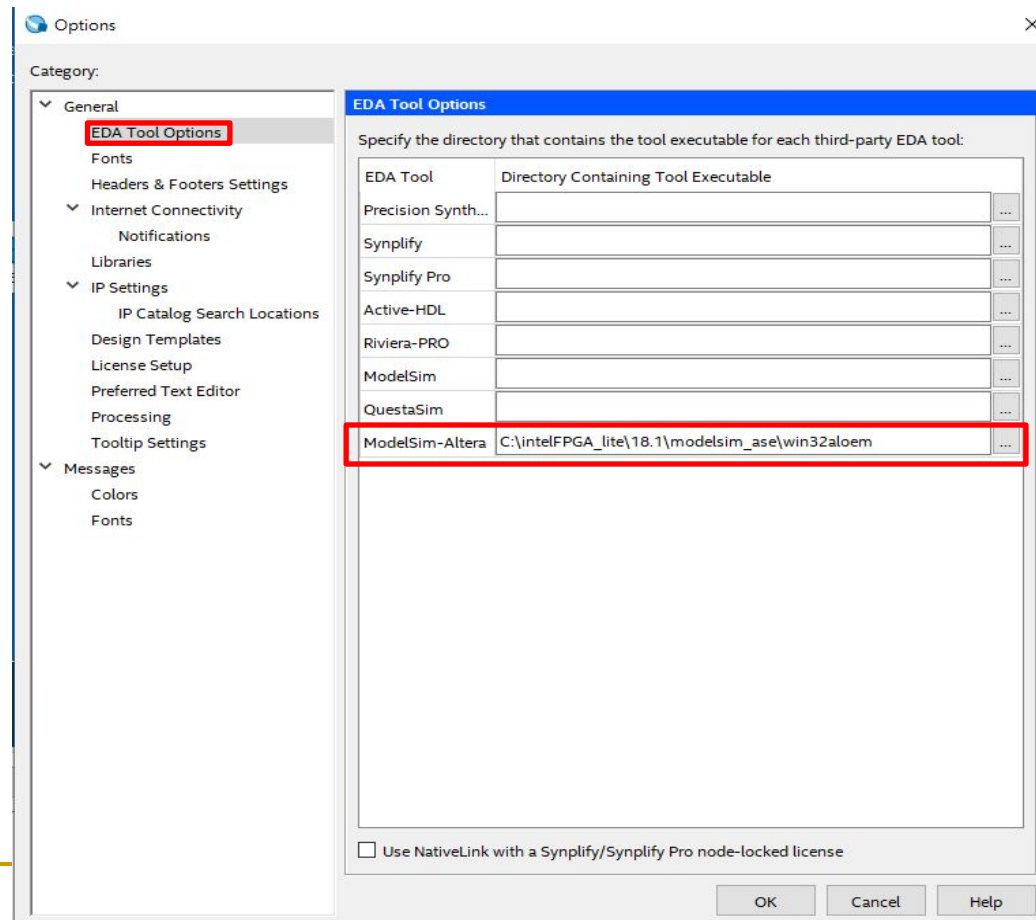 Options
Category:
General
EDA Tool Options
Fonts
Headers & Footers Settings
Internet Connectivity
Notifications
Libraries
IP Settings
IP Catalog Search Locations
Design Templates
License Setup
Preferred Text Editor
Processing
Tooltip Settings
Messages
Colors
Fonts
EDA Tool Options
Specify the directory that contains the tool executable for each third-party EDA tool:
EDA Tool Directory Containing Tool Executable
Precision Synth... ...
Synplify ...
Synplify Pro ...
Active-HDL ...
Riviera-PRO ...
ModelSim ...
QuestaSim ...
ModelSim-Altera C:\intelFPGA_lite\18.1\modelsim_ase\win32aloem ...
Use NativeLink with a Synplify/Synplify Pro node-locked license
OK Cancel Help